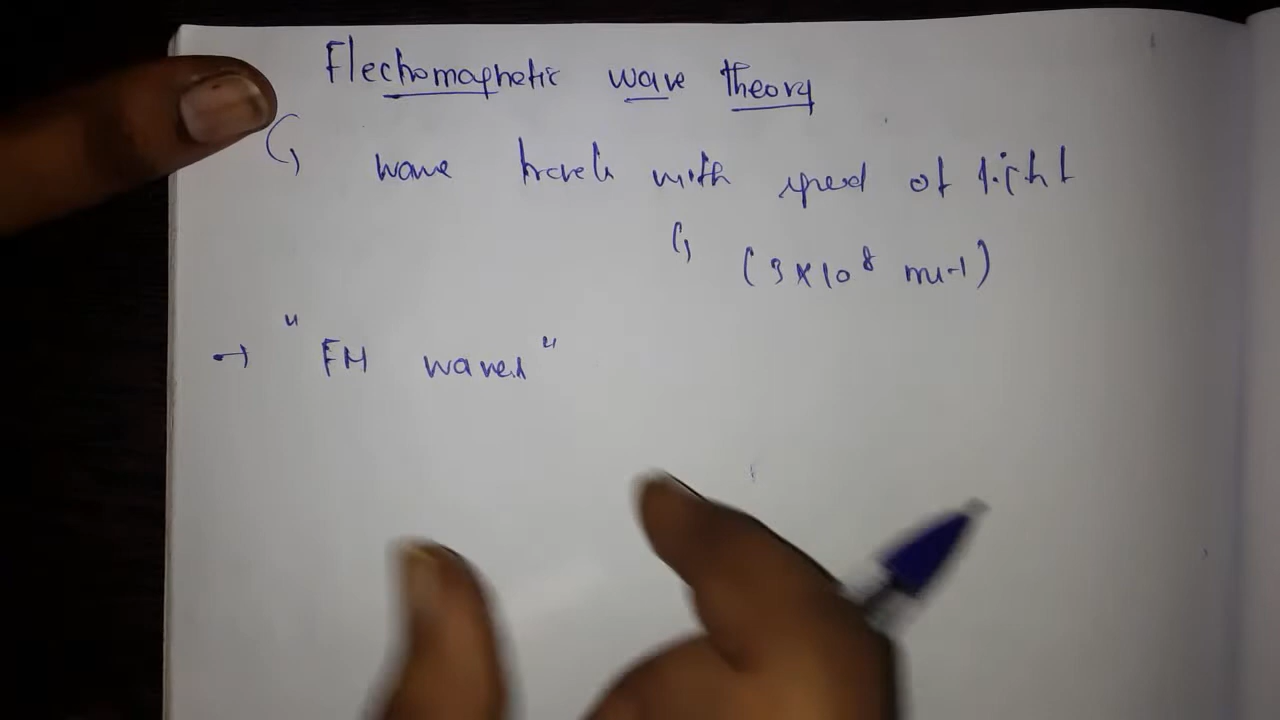 Electromagnetic wave theory
wave travels with speed of light
(3×10⁸ ms-1)
→ "EM waves"